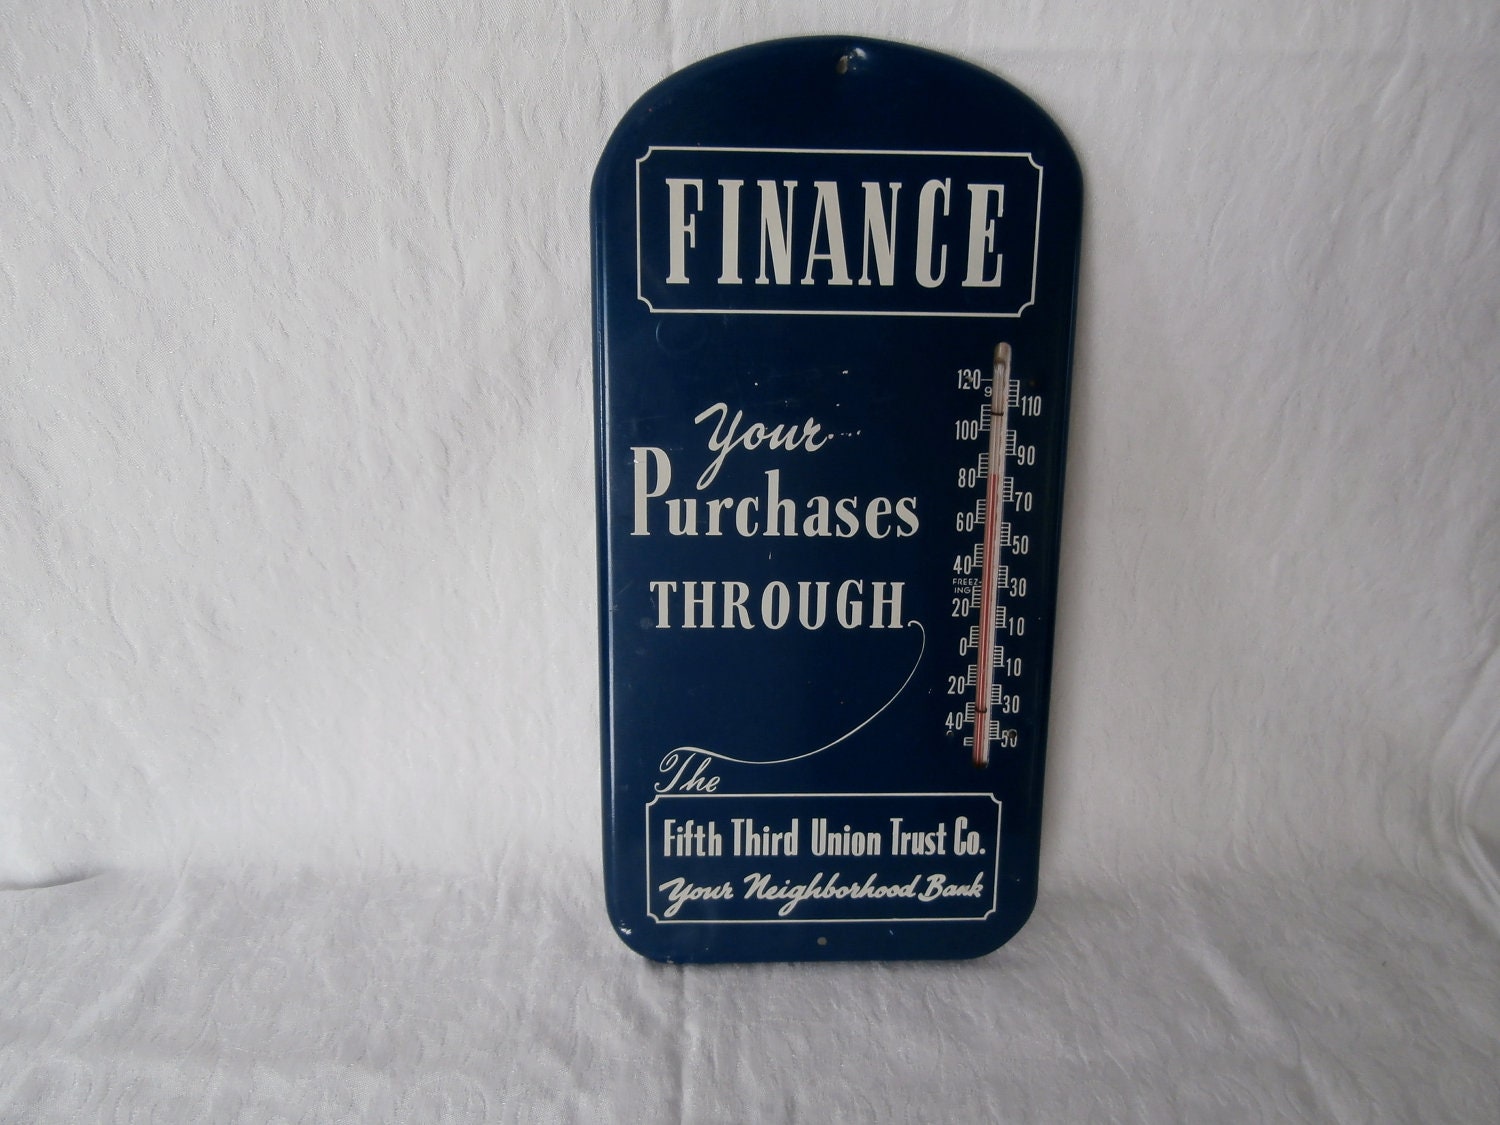 FINANCE
Your
Purchases
THROUGH
120
110
100
90
80
70
60
50
40
FREEZ-
ING
30
20
10
0
10
20
30
40
50
The
Fifth Third Union Trust Co.
Your Neighborhood Bank